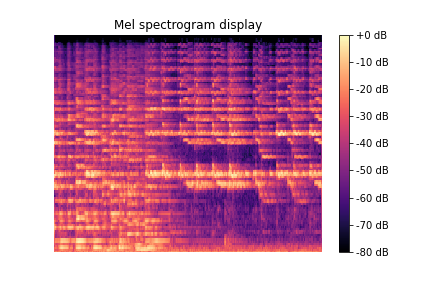 Mel spectrogram display
+0 dB
-10 dB
-20 dB
-30 dB
-40 dB
-50 dB
-60 dB
-70 dB
-80 dB